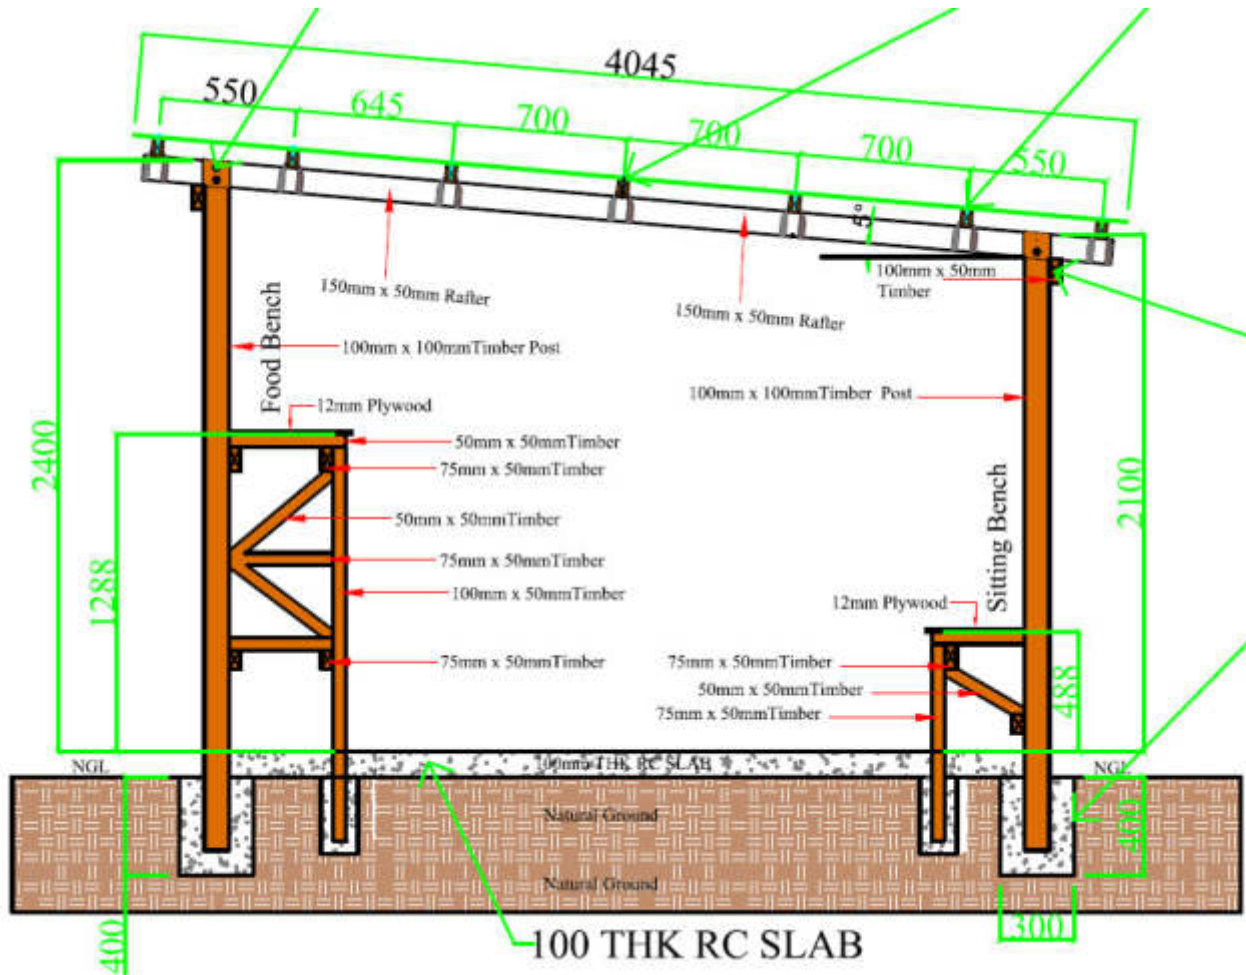 4045
550
645
700
700
700
550
5°
100mm x 50mm
Timber
150mm x 50mm Rafter
150mm x 50mm Rafter
Food Bench
100mm x 100mmTimber Post
100mm x 100mmTimber Post
12mm Plywood
2400
2100
50mm x 50mmTimber
75mm x 50mmTimber
50mm x 50mmTimber
Sitting Bench
75mm x 50mmTimber
1288
100mm x 50mmTimber
12mm Plywood
75mm x 50mmTimber
75mm x 50mmTimber
50mm x 50mmTimber
75mm x 50mmTimber
488
NGL
100mm THK RC SLAB
NGL
Natural Ground
400
Natural Ground
400
300
100 THK RC SLAB